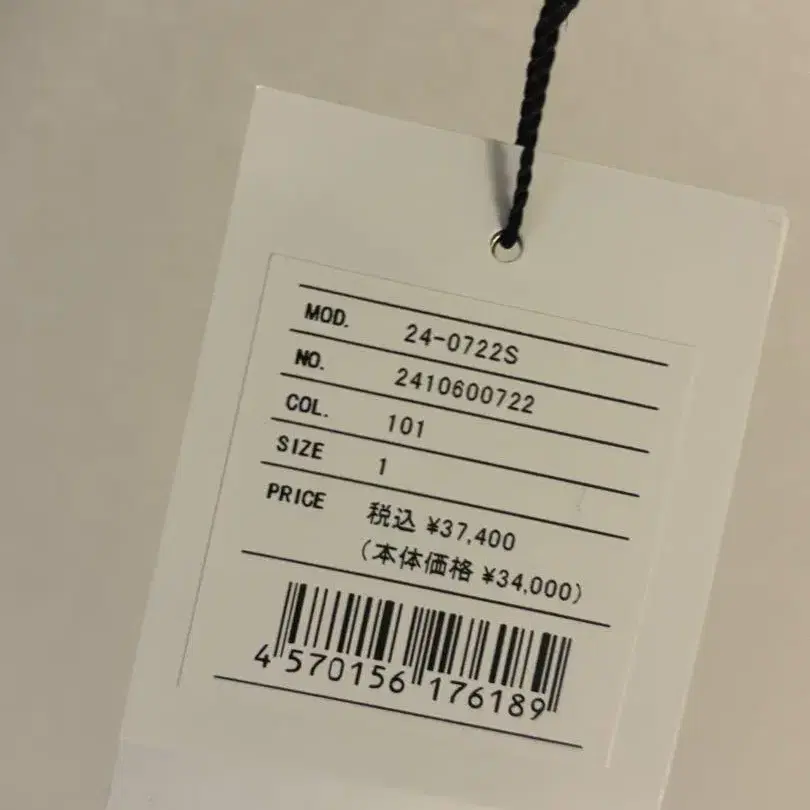 MOD. 24-0722S
NO. 2410600722
COL. 101
SIZE 1
PRICE 税込 ¥37,400
(本体価格 ¥34,000)
4 570156 176189